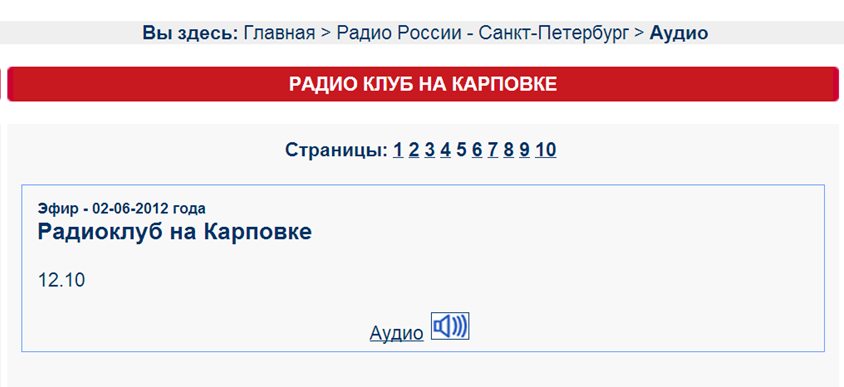 Вы здесь: Главная > Радио России - Санкт-Петербург > Аудио
РАДИО КЛУБ НА КАРПОВКЕ
Страницы: 1 2 3 4 5 6 7 8 9 10
Эфир - 02-06-2012 года
Радиоклуб на Карповке
12.10
Аудио